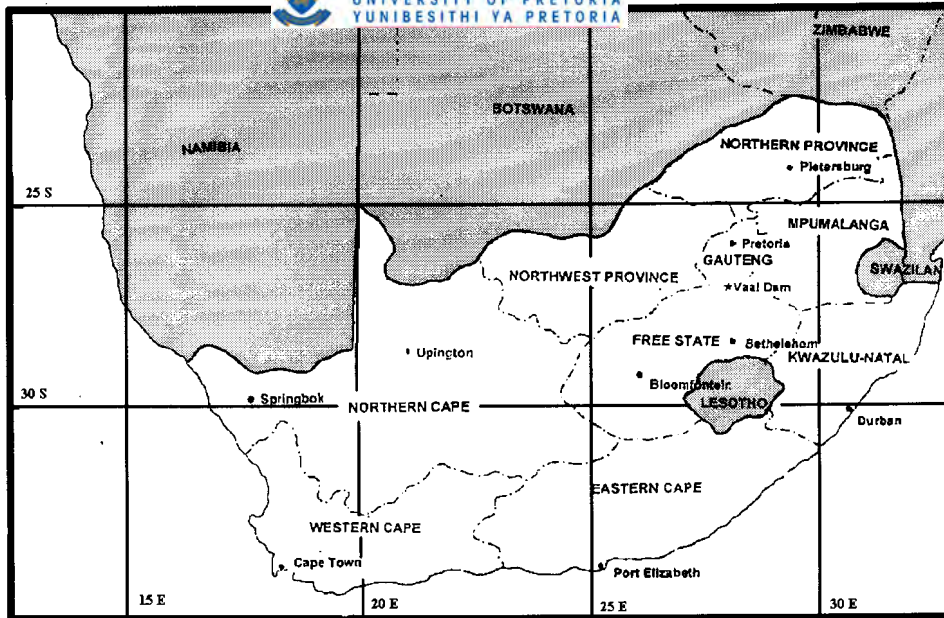 UNIVERSITY OF PRETORIA
YUNIBESITHI YA PRETORIA
ZIMBABWE
BOTSWANA
NAMIBIA
NORTHERN PROVINCE
Pietersburg
25 S
MPUMALANGA
Pretoria
GAUTENG
SWAZILAN
NORTHWEST PROVINCE
Vaal Dam
FREE STATE
Bethelehem
KWAZULU-NATAL
Upington
Bloomfontein
30 S
Springbok
NORTHERN CAPE
LESOTHO
Durban
EASTERN CAPE
WESTERN CAPE
Cape Town
Port Elizabeth
15 E
20 E
25 E
30 E